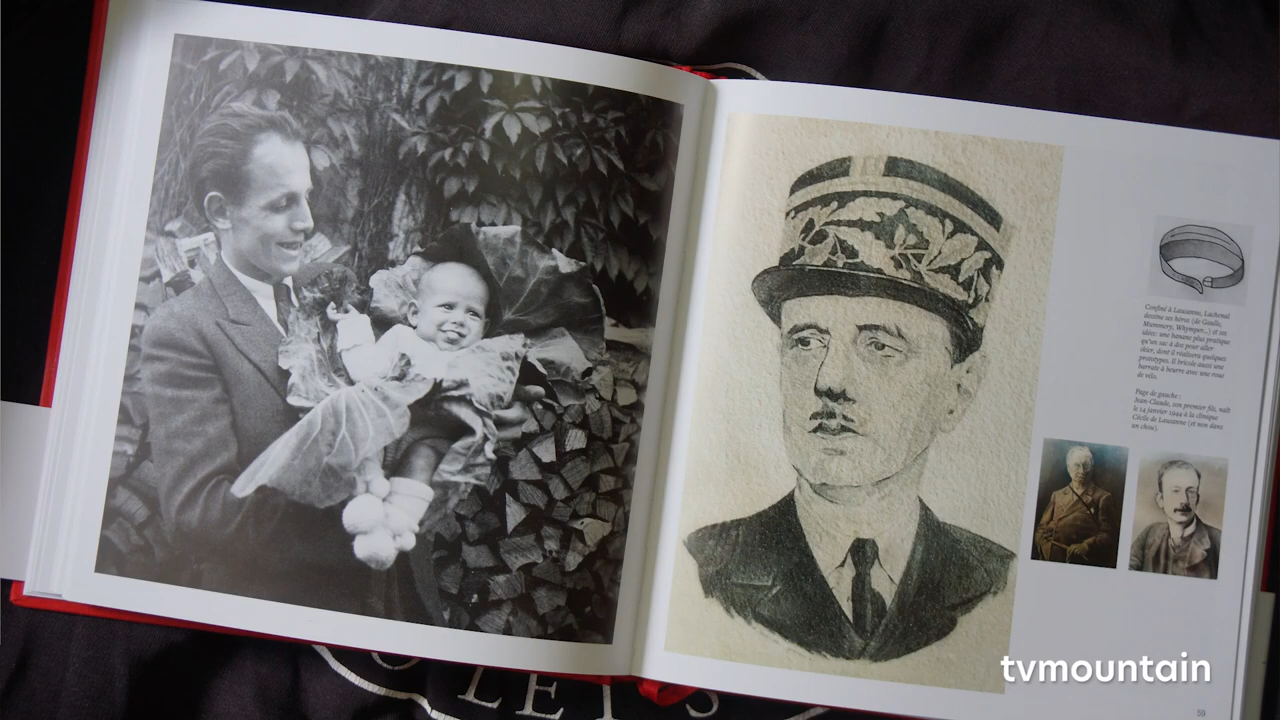 Confiné à Lausanne, Lachenal
dessine ses héros (de Gaulle,
Mummery, Whymper...) et ses
idées: une banane plus pratique
qu'un sac à dos pour aller
skier, dont il réalisera quelques
prototypes. Il bricole aussi une
barrate à beurre avec une roue
de vélo.
Page de gauche :
Jean-Claude, son premier fils, naît
le 14 janvier 1944 à la clinique
Cécile de Lausanne (et non dans
un chou).
59
tvmountain